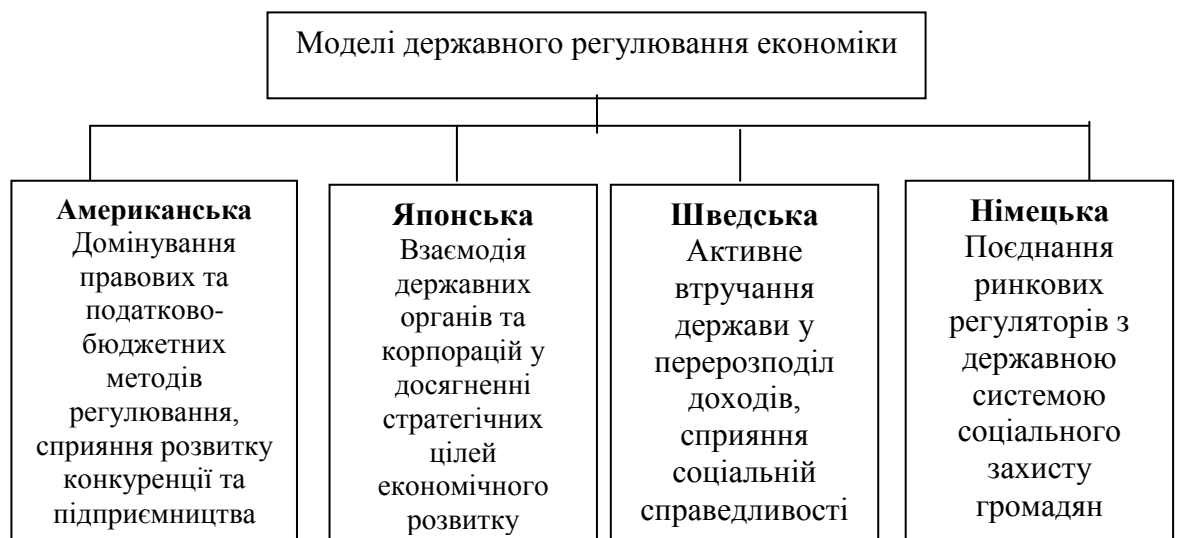 Моделі державного регулювання економіки
Американська
Домінування
правових та
податково-
бюджетних
методів
регулювання,
сприяння розвитку
конкуренції та
підприємництва
Японська
Взаємодія
державних
органів та
корпорацій у
досягненні
стратегічних
цілей
економічного
розвитку
Шведська
Активне
втручання
держави у
перерозподіл
доходів,
сприяння
соціальній
справедливості
Німецька
Поєднання
ринкових
регуляторів з
державною
системою
соціального
захисту
громадян